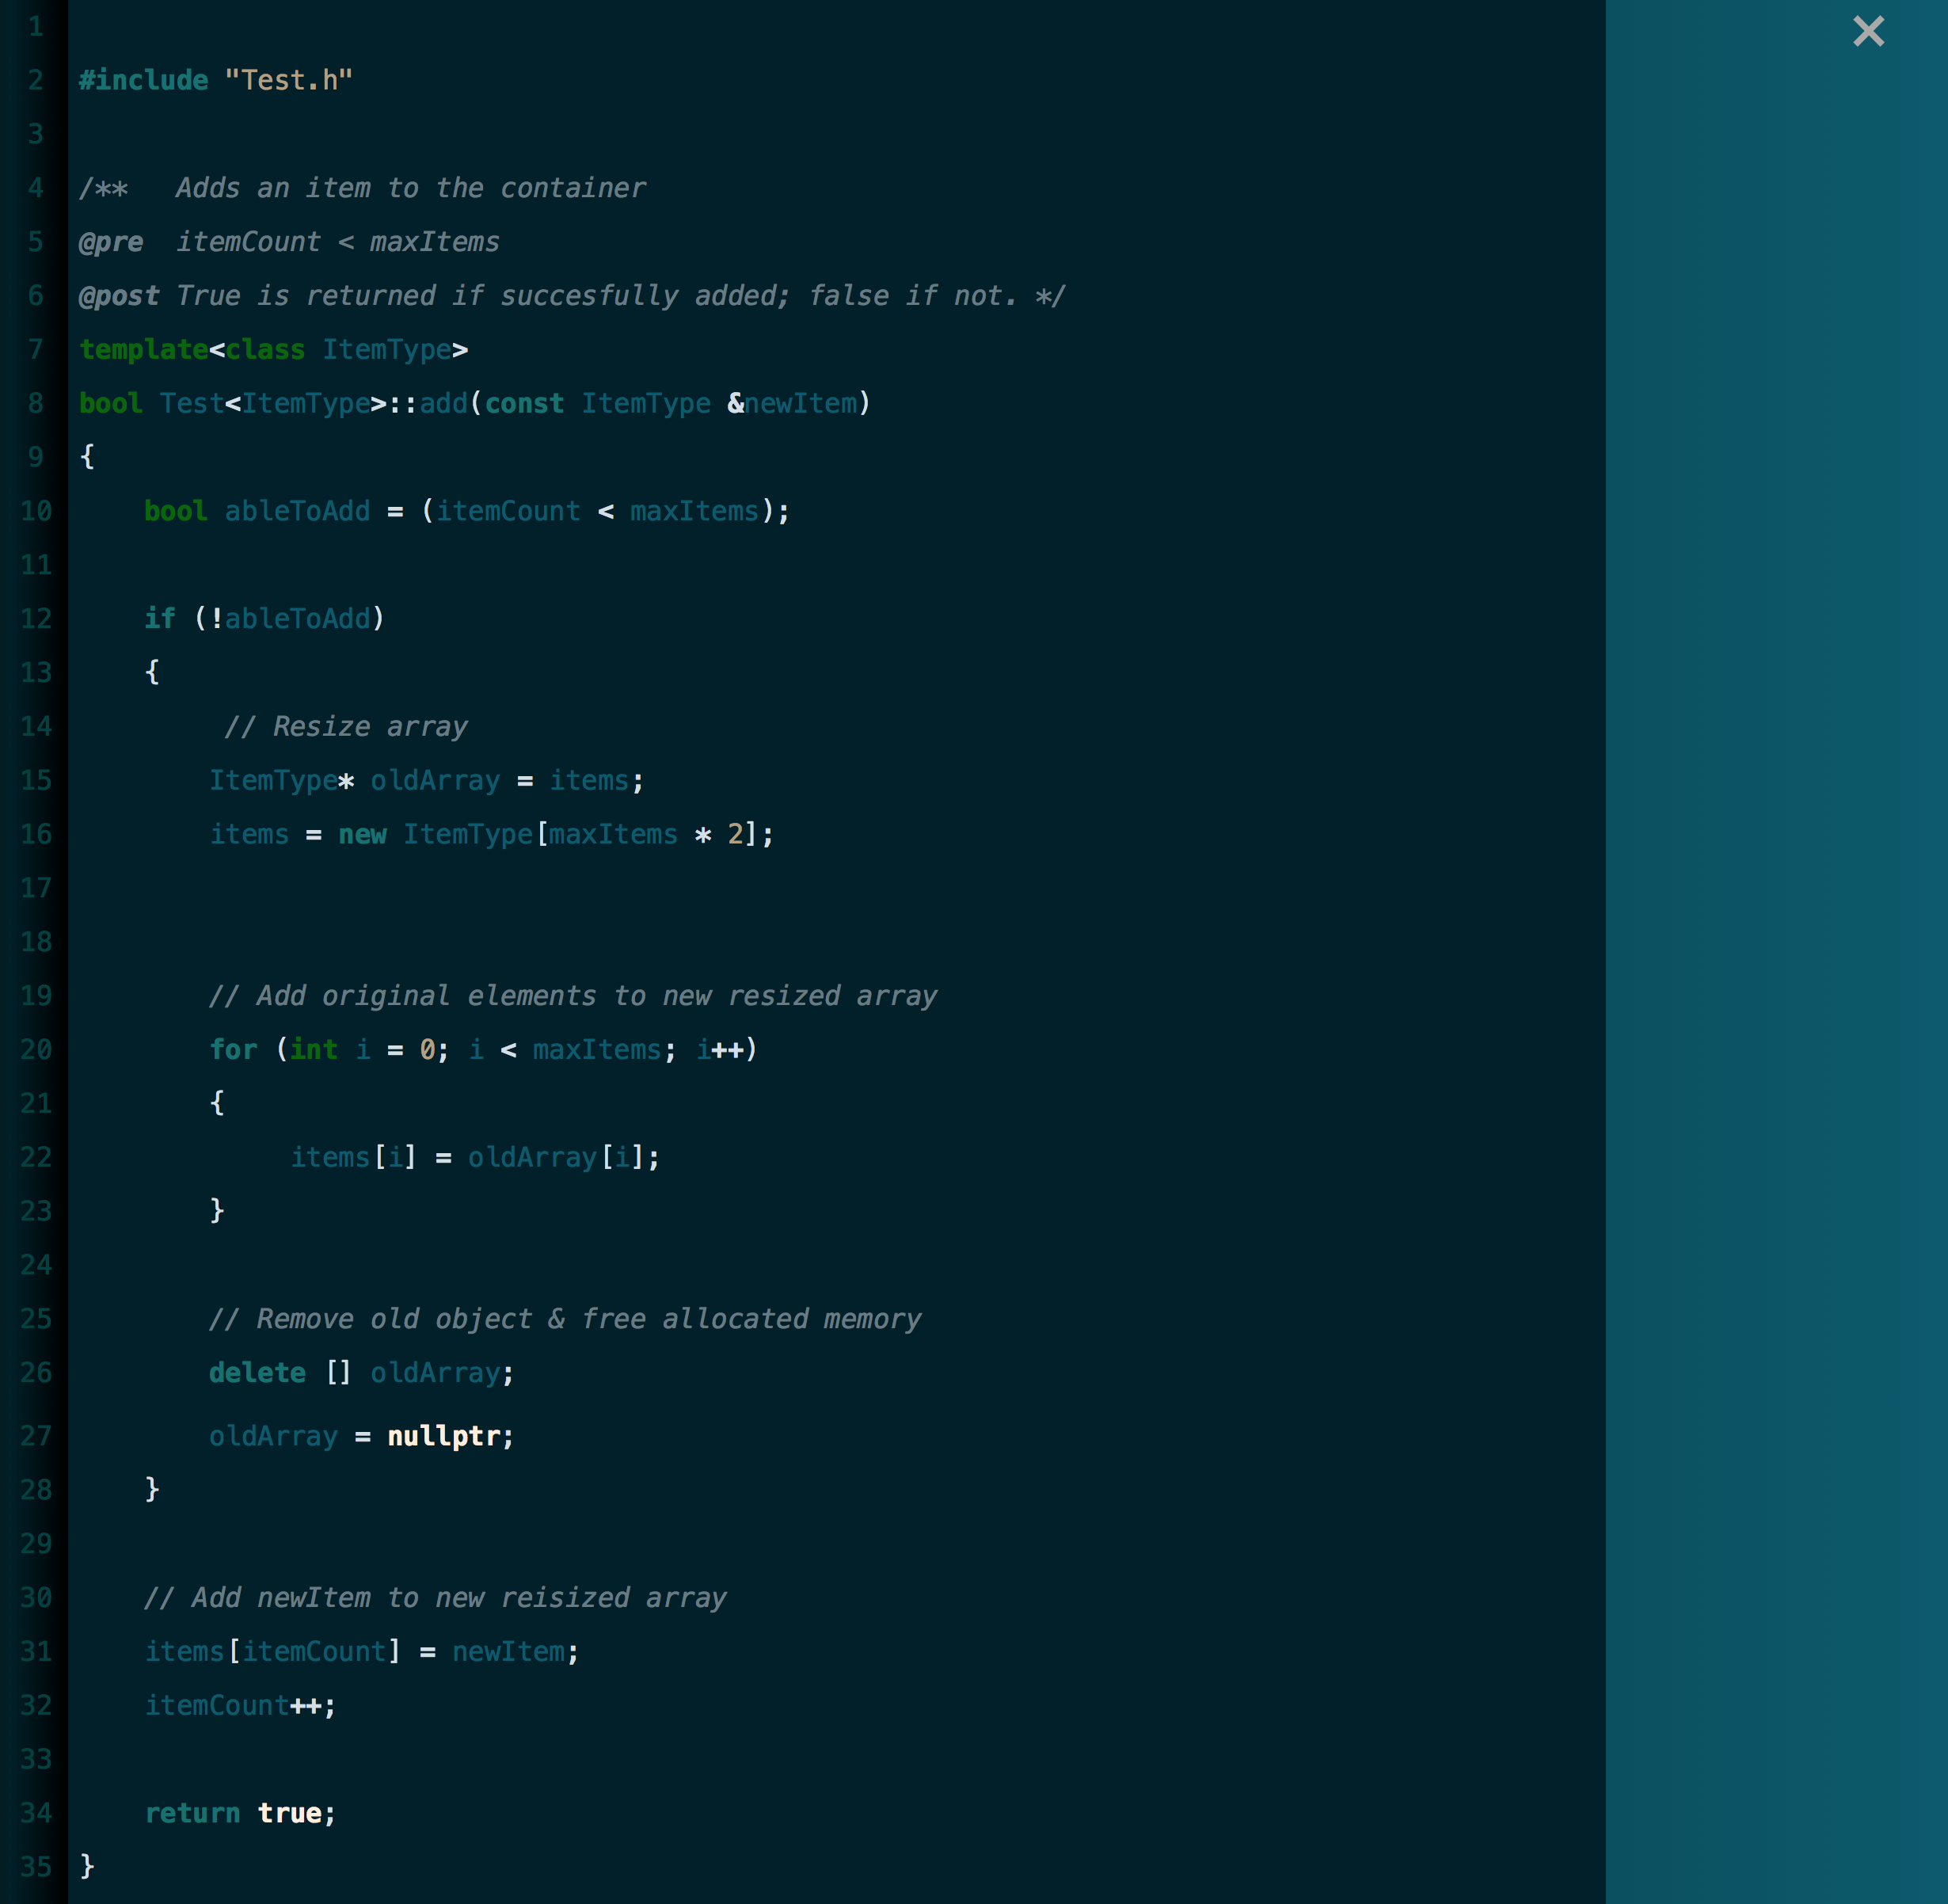 1
2 #include "Test.h"
3
4 /**   Adds an item to the container
5 @pre  itemCount < maxItems
6 @post True is returned if succesfully added; false if not. */
7 template<class ItemType>
8 bool Test<ItemType>::add(const ItemType &newItem)
9 {
10     bool ableToAdd = (itemCount < maxItems);
11
12     if (!ableToAdd)
13     {
14          // Resize array
15         ItemType* oldArray = items;
16         items = new ItemType[maxItems * 2];
17
18
19         // Add original elements to new resized array
20         for (int i = 0; i < maxItems; i++)
21         {
22              items[i] = oldArray[i];
23         }
24
25         // Remove old object & free allocated memory
26         delete [] oldArray;
27         oldArray = nullptr;
28     }
29
30     // Add newItem to new reisized array
31     items[itemCount] = newItem;
32     itemCount++;
33
34     return true;
35 }